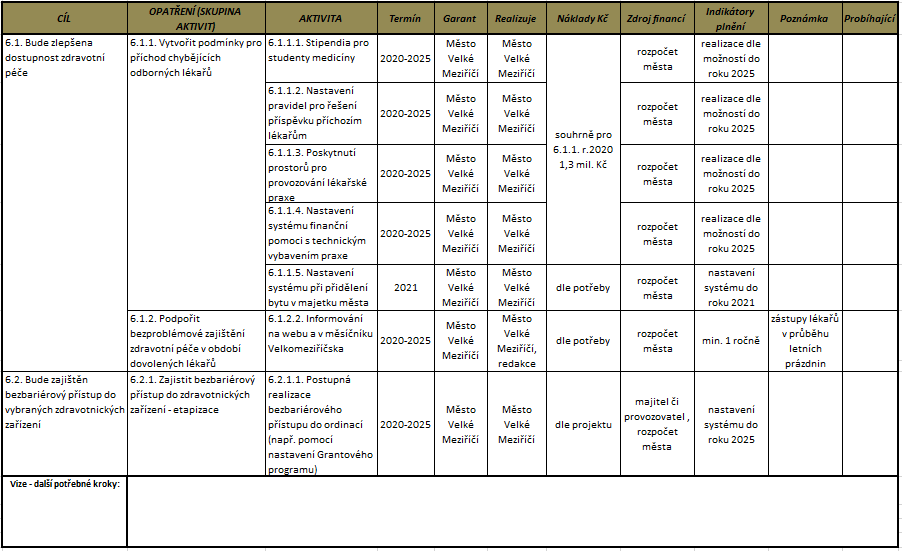 CÍL
OPATŘENÍ (SKUPINA
AKTIVIT)
AKTIVITA
Termín
Garant
Realizuje
Náklady Kč
Zdroj financí
Indikátory
plnění
Poznámka
Probíhající
6.1. Bude zlepšena
dostupnost zdravotní
péče
6.1.1. Vytvořit podmínky pro
příchod chybějících
odborných lékařů
6.1.1.1. Stipendia pro
studenty medicíny
2020-2025
Město
Velké
Meziříčí
Město
Velké
Meziříčí
souhrně pro
6.1.1. r.2020
1,3 mil. Kč
rozpočet
města
realizace dle
možností do
roku 2025
6.1.1.2. Nastavení
pravidel pro řešení
příspěvku příchozím
lékařům
2020-2025
Město
Velké
Meziříčí
Město
Velké
Meziříčí
rozpočet
města
realizace dle
možností do
roku 2025
6.1.1.3. Poskytnutí
prostorů pro
provozování lékařské
praxe
2020-2025
Město
Velké
Meziříčí
Město
Velké
Meziříčí
rozpočet
města
realizace dle
možností do
roku 2025
6.1.1.4. Nastavení
systému finanční
pomoci s technickým
vybavením praxe
2020-2025
Město
Velké
Meziříčí
Město
Velké
Meziříčí
rozpočet
města
realizace dle
možností do
roku 2025
6.1.1.5. Nastavení
systému při přidělení
bytu v majetku města
2021
Město
Velké
Meziříčí
Město
Velké
Meziříčí
dle potřeby
rozpočet
města
nastavení
systému do
roku 2021
6.1.2. Podpořit
bezproblémové zajištění
zdravotní péče v období
dovolených lékařů
6.1.2.2. Informování
na webu a v měsíčníku
Velkomeziříčska
2020-2025
Město
Velké
Meziříčí
Město
Velké
Meziříčí,
redakce
dle potřeby
rozpočet
města
min. 1 ročně
zástupy lékařů
v průběhu
letních
prázdnin
6.2. Bude zajištěn
bezbariérový přístup do
vybraných zdravotnických
zařízení
6.2.1. Zajistit bezbariérový
přístup do zdravotnických
zařízení - etapizace
6.2.1.1. Postupná
realizace
bezbariérového
přístupu do ordinací
(např. pomocí
nastavení Grantového
programu)
2020-2025
Město
Velké
Meziříčí
Město
Velké
Meziříčí
dle projektu
majitel či
provozovatel ,
rozpočet
města
nastavení
systému do
roku 2025
Vize - další potřebné kroky: